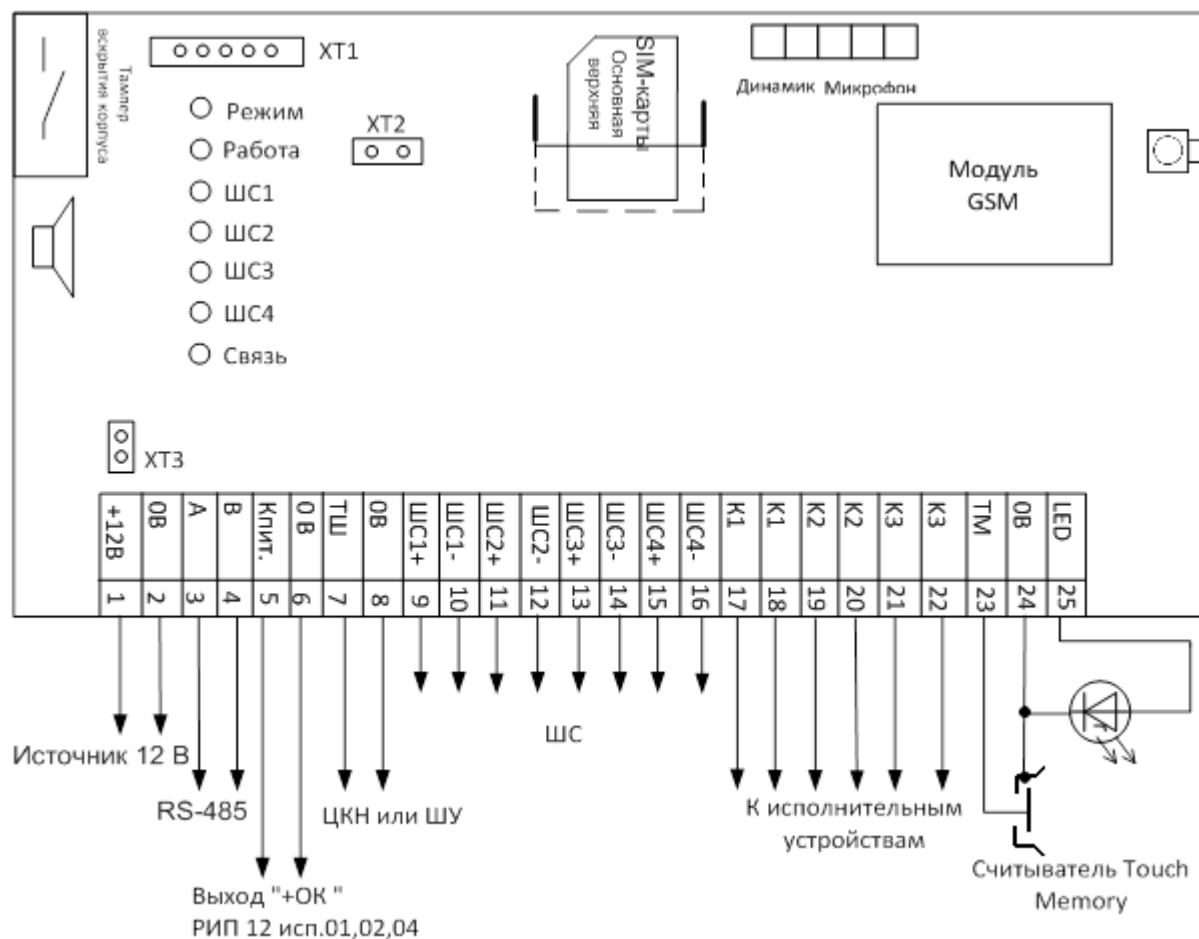 Тампер
вскрытия корпуса
XT1
Режим
Работа
ШС1
ШС2
ШС3
ШС4
Связь
XT2
SIM-карты
Основная
верхняя
Динамик Микрофон
Модуль
GSM
XT3
+12В 0В А В Кпит. 0 В ТШ 0В ШС1+ ШС1- ШС2+ ШС2- ШС3+ ШС3- ШС4+ ШС4- К1 К1 К2 К2 К3 К3 ТМ 0В LED
1 2 3 4 5 6 7 8 9 10 11 12 13 14 15 16 17 18 19 20 21 22 23 24 25
Источник 12 В
RS-485
ЦКН или ШУ
ШС
К исполнительным
устройствам
Выход "+ОК "
РИП 12 исп.01,02,04
Считыватель Touch
Memory